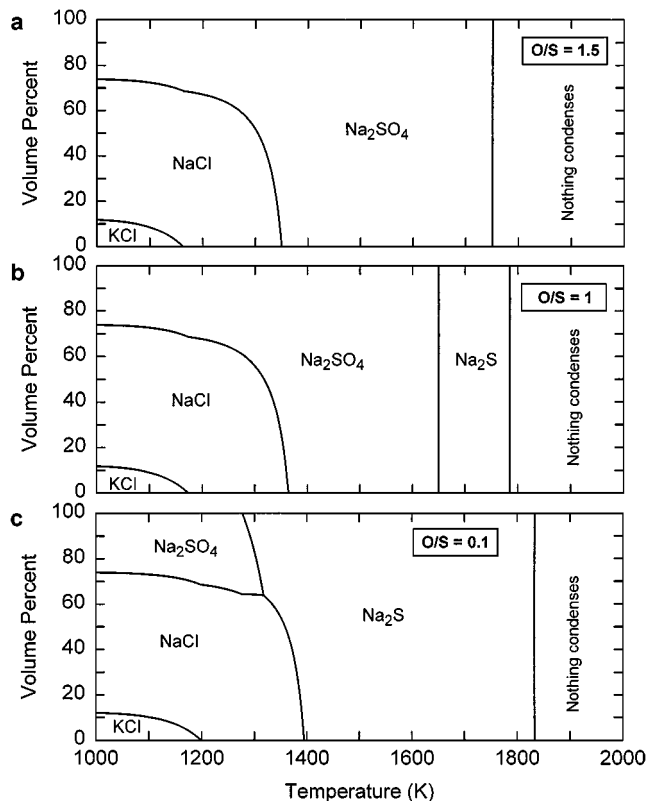 a
O/S = 1.5
100
80
60
40
20
0
Volume Percent
Na₂SO₄
NaCl
KCl
Nothing condenses
b
O/S = 1
100
80
60
40
20
0
Volume Percent
Na₂SO₄
Na₂S
NaCl
KCl
Nothing condenses
c
O/S = 0.1
100
80
60
40
20
0
Volume Percent
Na₂SO₄
Na₂S
NaCl
KCl
Nothing condenses
1000 1200 1400 1600 1800 2000
Temperature (K)